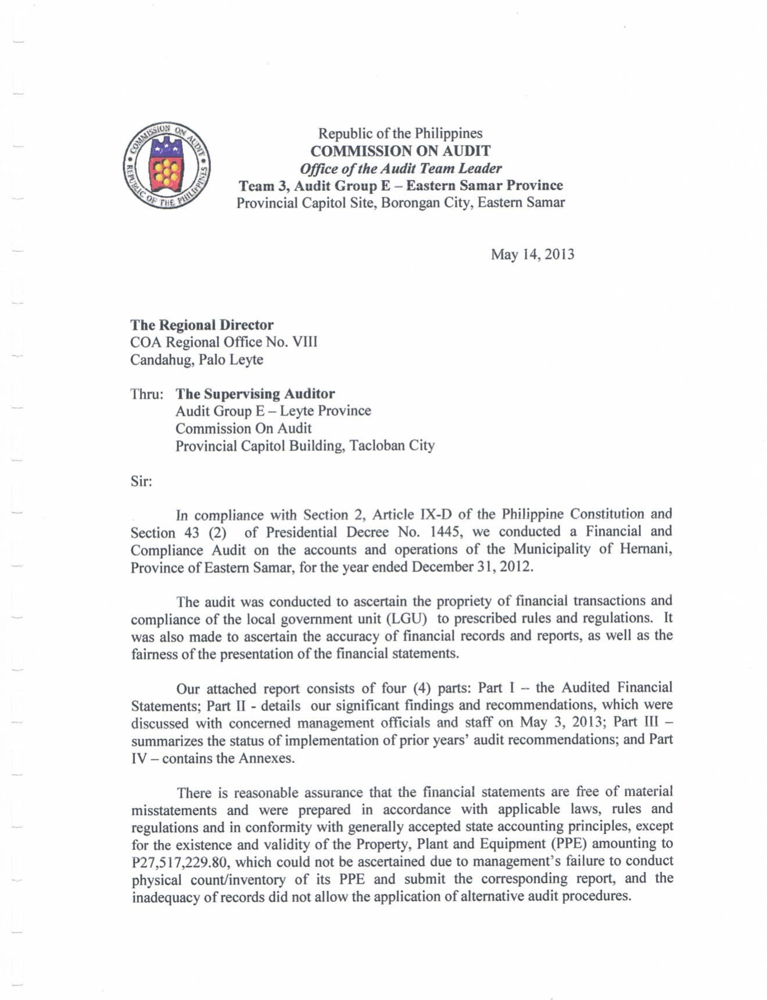 COMMISSION ON AUDIT
REPUBLIC OF THE PHILIPPINES
Republic of the Philippines
COMMISSION ON AUDIT
Office of the Audit Team Leader
Team 3, Audit Group E – Eastern Samar Province
Provincial Capitol Site, Borongan City, Eastern Samar
May 14, 2013
The Regional Director
COA Regional Office No. VIII
Candahug, Palo Leyte
Thru: The Supervising Auditor
Audit Group E – Leyte Province
Commission On Audit
Provincial Capitol Building, Tacloban City
Sir:
In compliance with Section 2, Article IX-D of the Philippine Constitution and
Section 43 (2) of Presidential Decree No. 1445, we conducted a Financial and
Compliance Audit on the accounts and operations of the Municipality of Hernani,
Province of Eastern Samar, for the year ended December 31, 2012.
The audit was conducted to ascertain the propriety of financial transactions and
compliance of the local government unit (LGU) to prescribed rules and regulations. It
was also made to ascertain the accuracy of financial records and reports, as well as the
fairness of the presentation of the financial statements.
Our attached report consists of four (4) parts: Part I – the Audited Financial
Statements; Part II - details our significant findings and recommendations, which were
discussed with concerned management officials and staff on May 3, 2013; Part III –
summarizes the status of implementation of prior years' audit recommendations; and Part
IV – contains the Annexes.
There is reasonable assurance that the financial statements are free of material
misstatements and were prepared in accordance with applicable laws, rules and
regulations and in conformity with generally accepted state accounting principles, except
for the existence and validity of the Property, Plant and Equipment (PPE) amounting to
P27,517,229.80, which could not be ascertained due to management's failure to conduct
physical count/inventory of its PPE and submit the corresponding report, and the
inadequacy of records did not allow the application of alternative audit procedures.